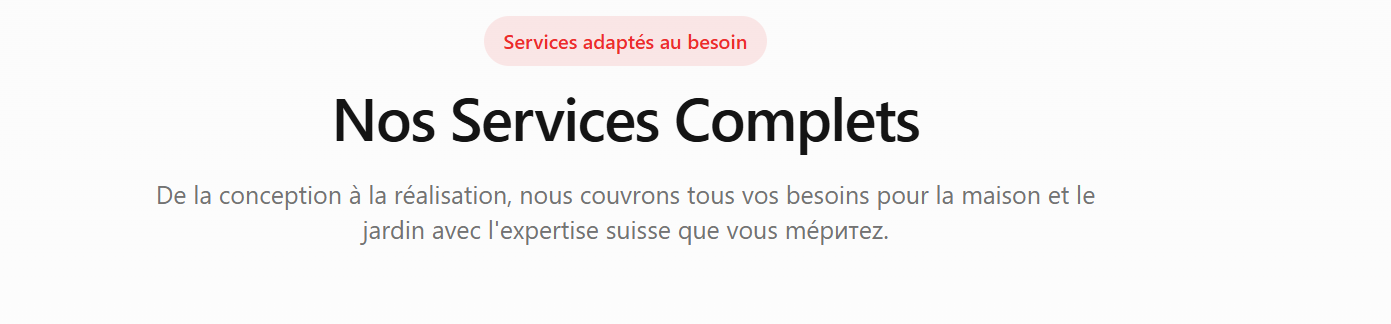 Services adaptés au besoin
Nos Services Complets
De la conception à la réalisation, nous couvrons tous vos besoins pour la maison et le
jardin avec l'expertise suisse que vous méритez.